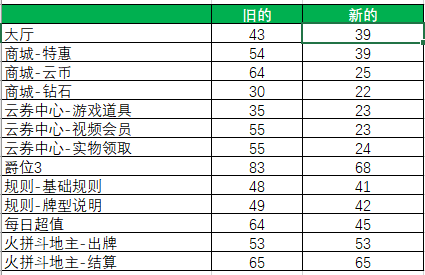 旧的 新的
大厅 43 39
商城-特惠 54 39
商城-云币 64 25
商城-钻石 30 22
云券中心-游戏道具 35 23
云券中心-视频会员 55 23
云券中心-实物领取 55 24
爵位3 83 68
规则-基础规则 48 41
规则-牌型说明 49 42
每日超值 64 45
火拼斗地主-出牌 53 53
火拼斗地主-结算 65 65